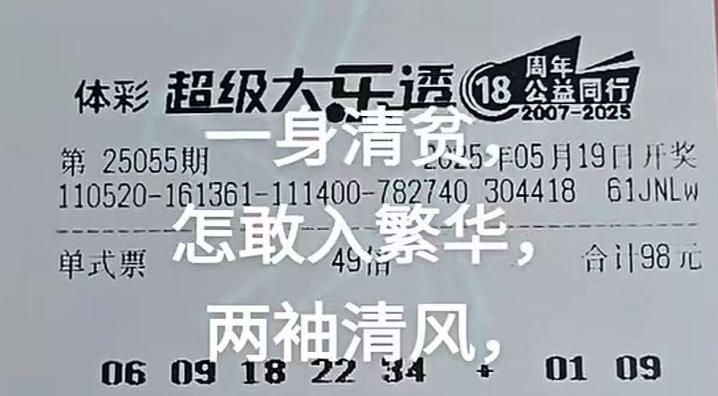 体彩 超级大乐透 18 周年 公益同行 2007-2025
一身清贫，
第 25055期 2025年05月19日开奖
110520-161361-111400-782740 304418 61JNLw
怎敢入繁华，
单式票 49倍 合计98元
两袖清风，
06 09 18 22 34 + 01 09